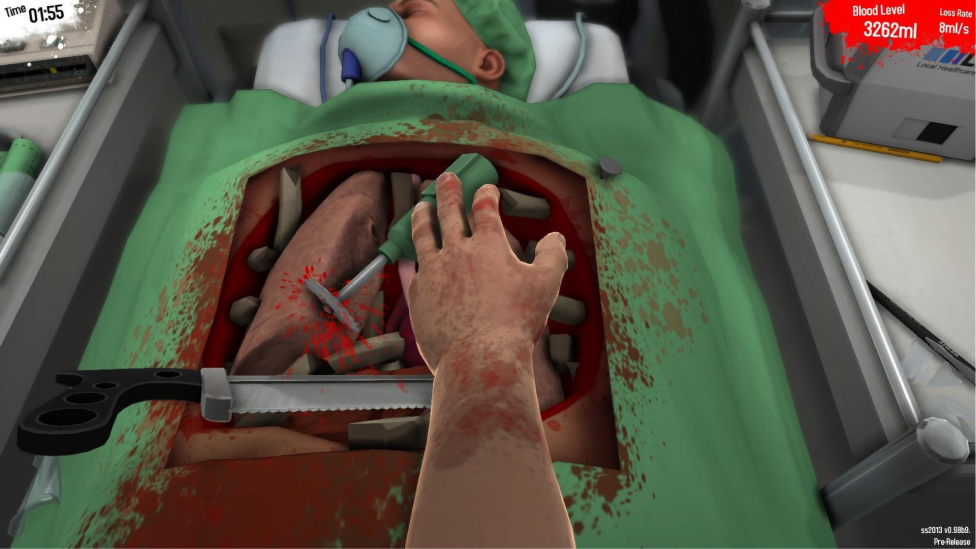 Time 01:55
Blood Level
3262ml
Loss Rate
8ml/s
Local Healthcare
ss2013 v0.98b9.
Pre-Release